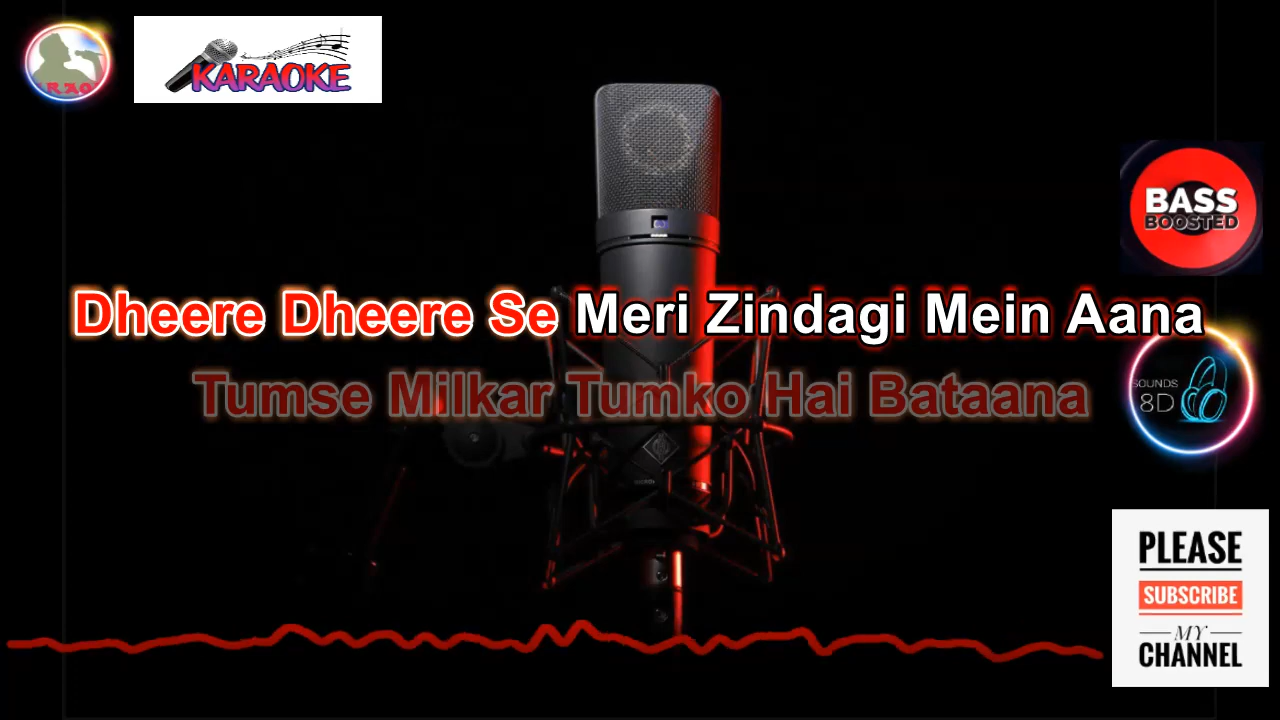 RAO
KARAOKE
BASS
BOOSTED
Dheere Dheere Se Meri Zindagi Mein Aana
Tumse Milkar Tumko Hai Bataana
SOUNDS
8D
PLEASE
SUBSCRIBE
MY
CHANNEL